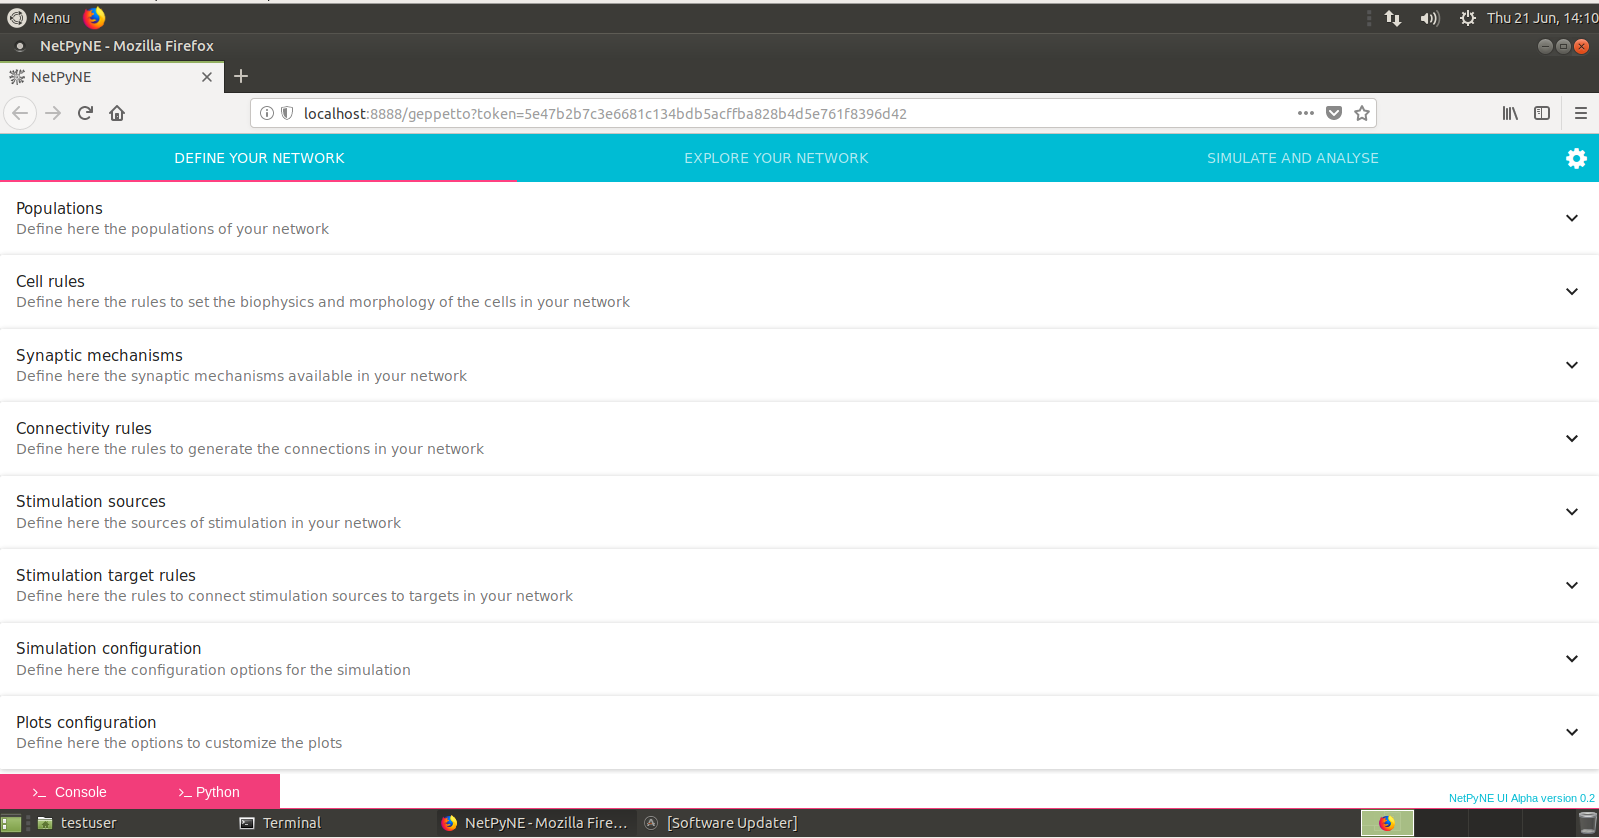 Menu
Thu 21 Jun, 14:10
NetPyNE - Mozilla Firefox
NetPyNE
localhost:8888/geppetto?token=5e47b2b7c3e6681c134bdb5acffba828b4d5e761f8396d42
DEFINE YOUR NETWORK
EXPLORE YOUR NETWORK
SIMULATE AND ANALYSE
Populations
Define here the populations of your network
Cell rules
Define here the rules to set the biophysics and morphology of the cells in your network
Synaptic mechanisms
Define here the synaptic mechanisms available in your network
Connectivity rules
Define here the rules to generate the connections in your network
Stimulation sources
Define here the sources of stimulation in your network
Stimulation target rules
Define here the rules to connect stimulation sources to targets in your network
Simulation configuration
Define here the configuration options for the simulation
Plots configuration
Define here the options to customize the plots
>_ Console
>_ Python
NetPyNE UI Alpha version 0.2
testuser
Terminal
NetPyNE - Mozilla Fire...
[Software Updater]